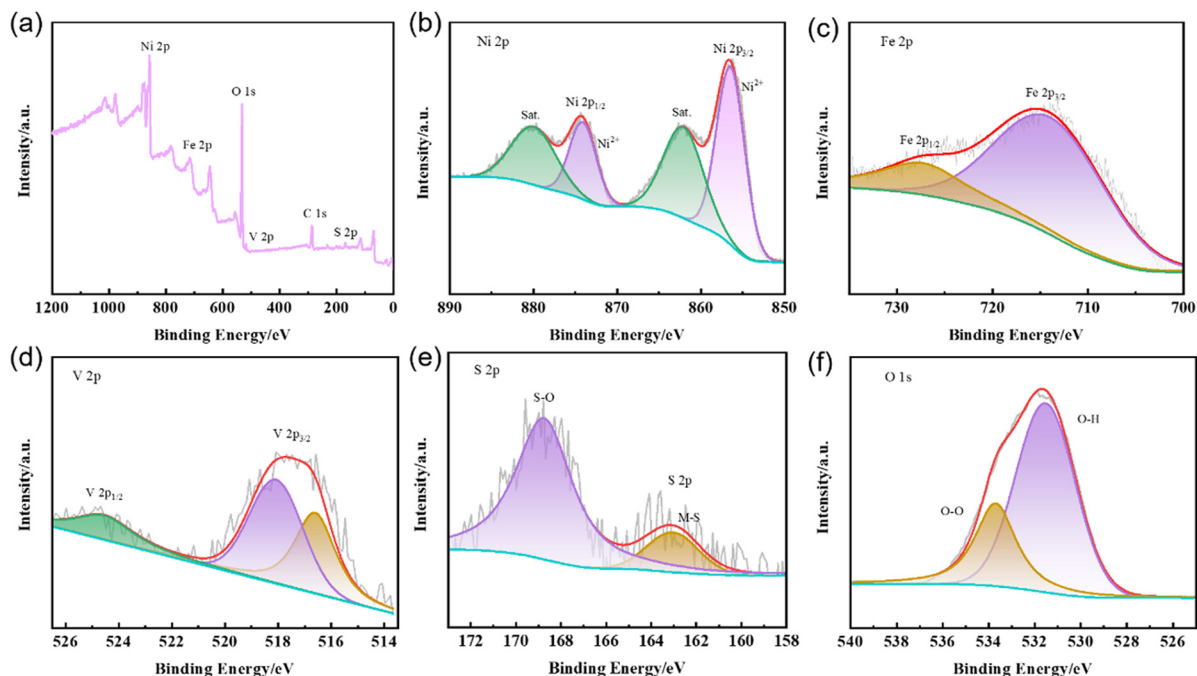 (a)
Ni 2p
O 1s
Fe 2p
V 2p
C 1s
S 2p
Intensity/a.u.
1200 1000 800 600 400 200 0
Binding Energy/eV
(b)
Ni 2p
Ni 2p3/2
Ni2+
Sat.
Ni 2p1/2
Ni2+
Sat.
Intensity/a.u.
890 880 870 860 850
Binding Energy/eV
(c)
Fe 2p
Fe 2p3/2
Fe 2p1/2
Intensity/a.u.
730 720 710 700
Binding Energy/eV
(d)
V 2p
V 2p3/2
V 2p1/2
Intensity/a.u.
526 524 522 520 518 516 514
Binding Energy/eV
(e)
S 2p
S-O
S 2p
M-S
Intensity/a.u.
170 168 166 164 162 160 158
Binding Energy/eV
(f)
O 1s
O-H
O-O
Intensity/a.u.
540 538 536 534 532 530 528 526
Binding Energy/eV